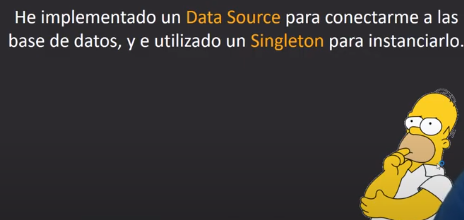 He implementado un Data Source para conectarme a las
base de datos, y e utilizado un Singleton para instanciarlo.